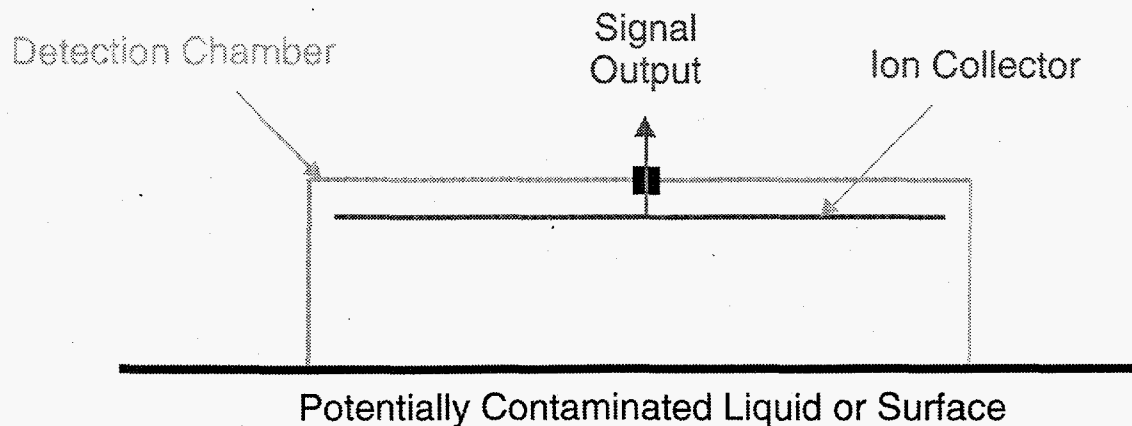 Detection Chamber
Signal
Output
Ion Collector
Potentially Contaminated Liquid or Surface